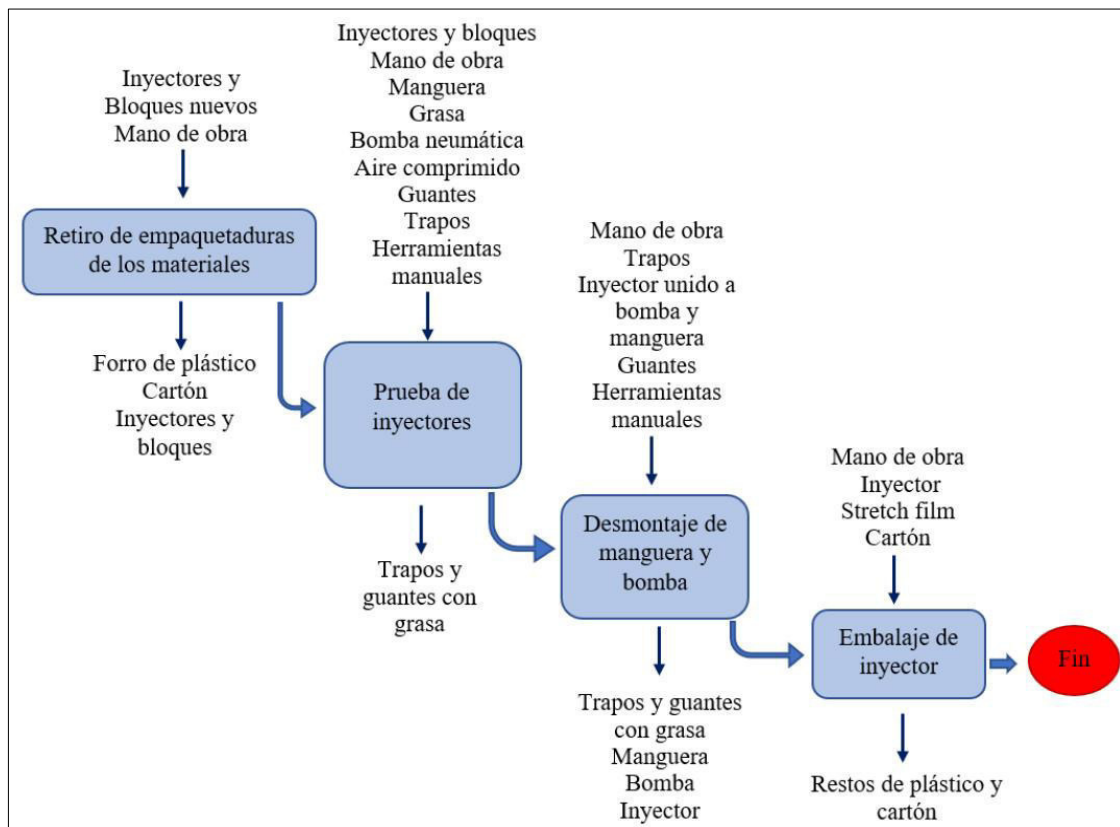 Inyectores y
Bloques nuevos
Mano de obra
Retiro de empaquetaduras
de los materiales
Forro de plástico
Cartón
Inyectores y
bloques
Inyectores y bloques
Mano de obra
Manguera
Grasa
Bomba neumática
Aire comprimido
Guantes
Trapos
Herramientas
manuales
Prueba de
inyectores
Trapos y
guantes con
grasa
Mano de obra
Trapos
Inyector unido a
bomba y
manguera
Guantes
Herramientas
manuales
Desmontaje de
manguera y
bomba
Trapos y guantes
con grasa
Manguera
Bomba
Inyector
Mano de obra
Inyector
Stretch film
Cartón
Embalaje de
inyector
Restos de plástico y
cartón
Fin